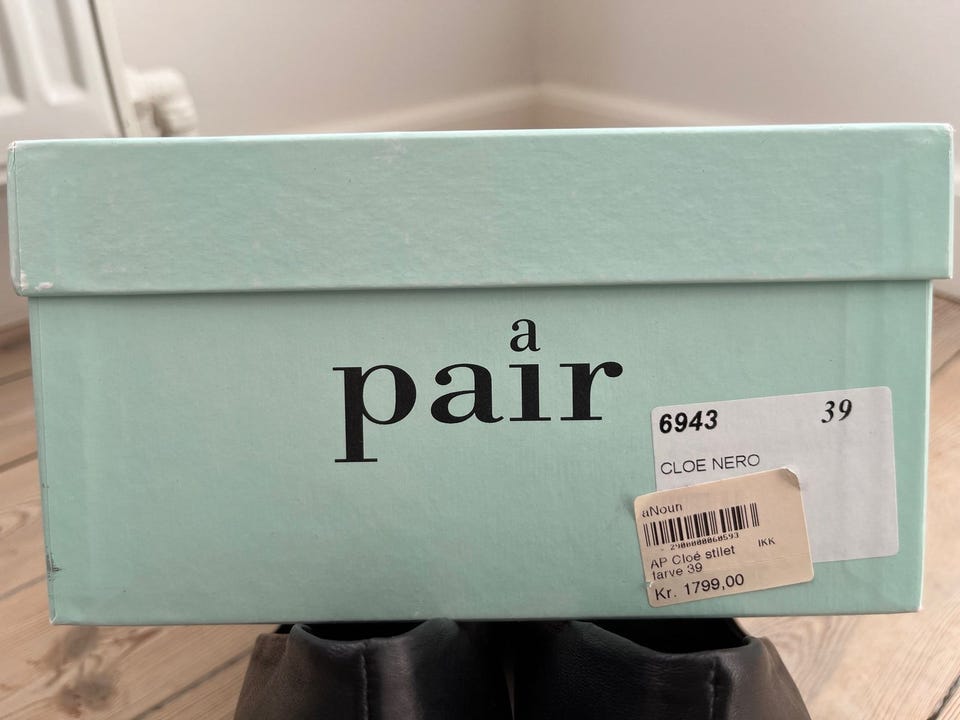 a
pair
6943 39
CLOE NERO
aNoun
IKK
AP Cloé stilet
farve 39
Kr. 1799,00